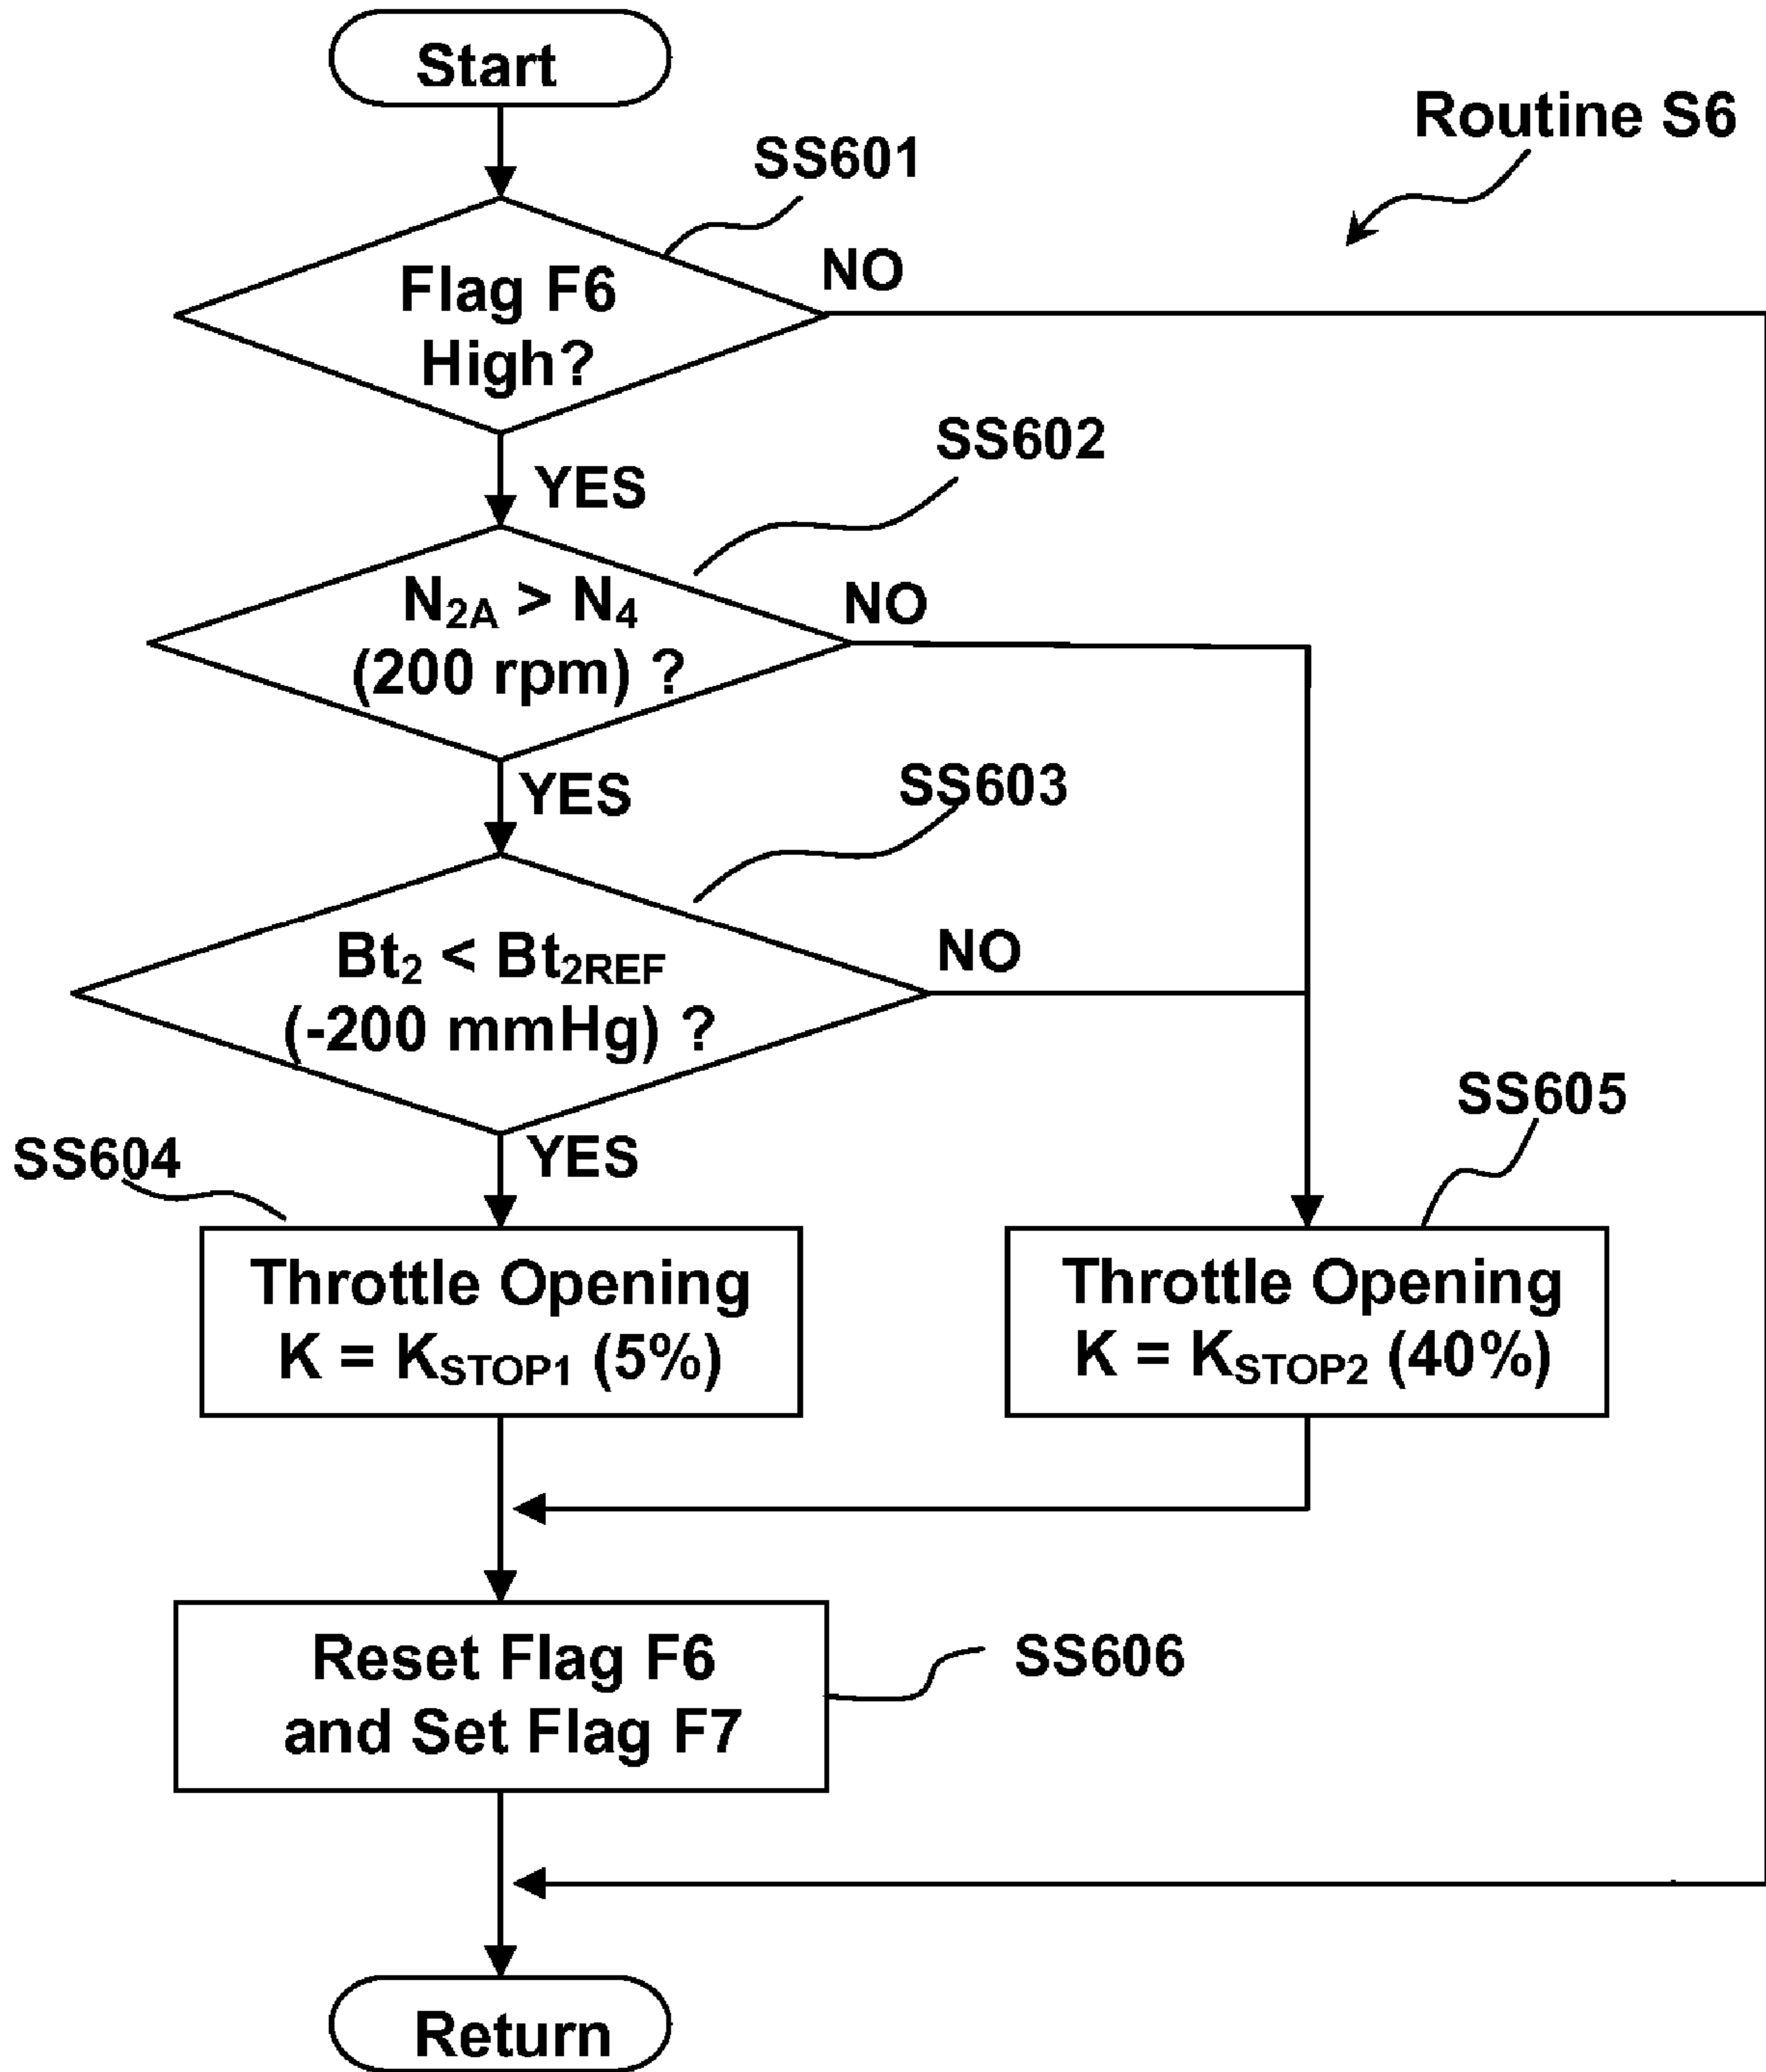 Start
Routine S6
SS601
NO
Flag F6
High?
SS602
YES
N2A > N4
NO
(200 rpm) ?
SS603
YES
Bt2 < Bt2REF
NO
(-200 mmHg) ?
SS605
SS604
YES
Throttle Opening
K = KSTOP1 (5%)
Throttle Opening
K = KSTOP2 (40%)
Reset Flag F6
and Set Flag F7
SS606
Return